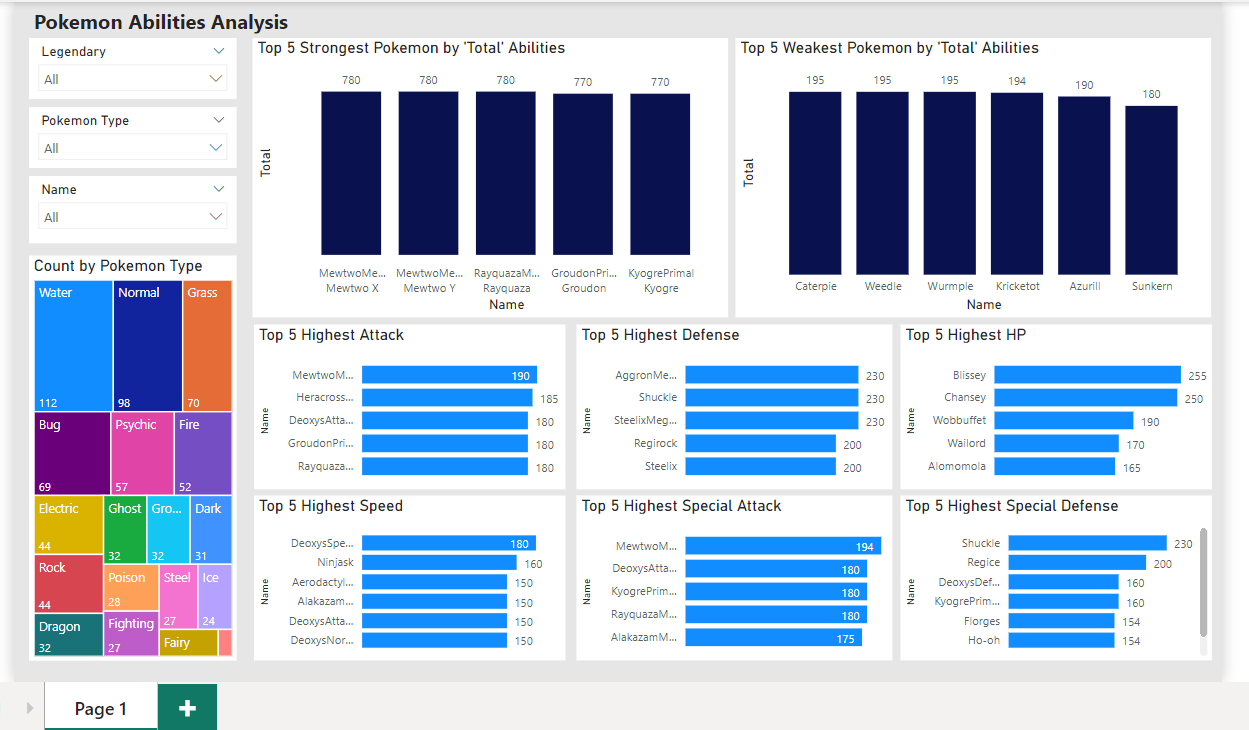 Pokemon Abilities Analysis
Legendary
All
Pokemon Type
All
Name
All
Count by Pokemon Type
Water
112
Normal
98
Grass
70
Bug
69
Psychic
57
Fire
52
Electric
44
Ghost
32
Gro...
32
Dark
31
Rock
44
Poison
28
Steel
27
Ice
24
Dragon
32
Fighting
27
Fairy
Top 5 Strongest Pokemon by 'Total' Abilities
780
780
780
770
770
Total
MewtwoMe...
Mewtwo X
MewtwoMe...
Mewtwo Y
RayquazaM...
Rayquaza
GroudonPri...
Groudon
KyogrePrimal
Kyogre
Name
Top 5 Weakest Pokemon by 'Total' Abilities
195
195
195
194
190
180
Total
Caterpie
Weedle
Wurmple
Kricketot
Azurill
Sunkern
Name
Top 5 Highest Attack
Name
MewtwoM... 190
Heracross... 185
DeoxysAtta... 180
GroudonPri... 180
Rayquaza... 180
Top 5 Highest Defense
Name
AggronMe... 230
Shuckle 230
SteelixMeg... 230
Regirock 200
Steelix 200
Top 5 Highest HP
Name
Blissey 255
Chansey 250
Wobbuffet 190
Wailord 170
Alomomola 165
Top 5 Highest Speed
Name
DeoxysSpe... 180
Ninjask 160
Aerodactyl... 150
Alakazam... 150
DeoxysAtta... 150
DeoxysNor... 150
Top 5 Highest Special Attack
Name
MewtwoM... 194
DeoxysAtta... 180
KyogrePrim... 180
RayquazaM... 180
AlakazamM... 175
Top 5 Highest Special Defense
Name
Shuckle 230
Regice 200
DeoxysDef... 160
KyogrePrim... 160
Florges 154
Ho-oh 154
Page 1